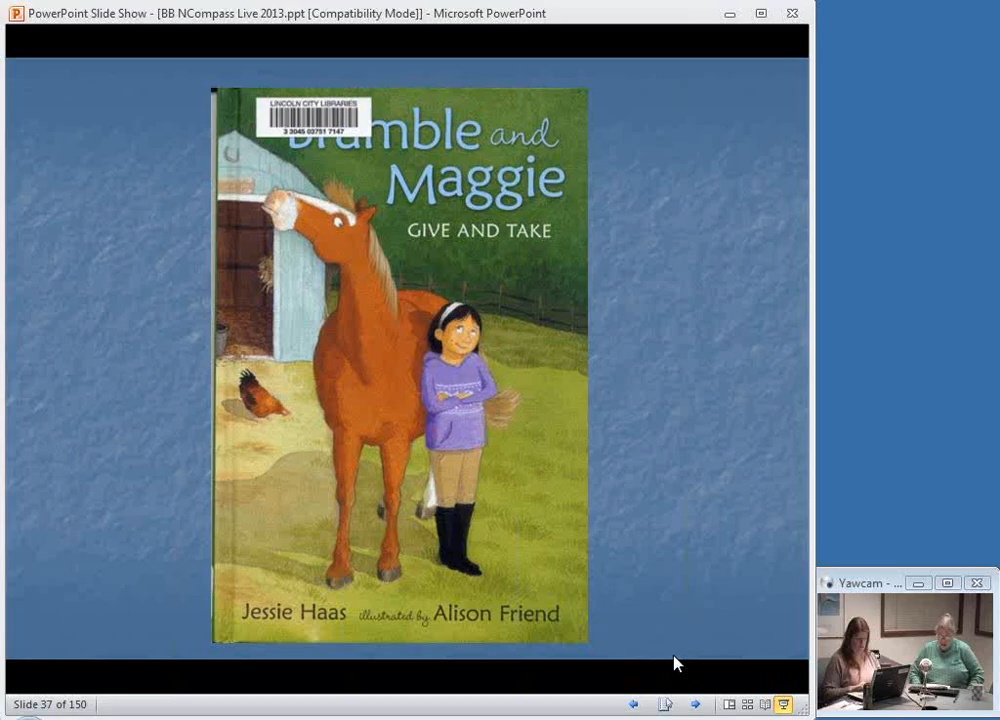 PowerPoint Slide Show - [BB NCompass Live 2013.ppt [Compatibility Mode]] - Microsoft PowerPoint
LINCOLN CITY LIBRARIES
3 3045 03751 7147
Bramble and
Maggie
GIVE AND TAKE
Jessie Haas illustrated by Alison Friend
Yawcam - ...
Slide 37 of 150